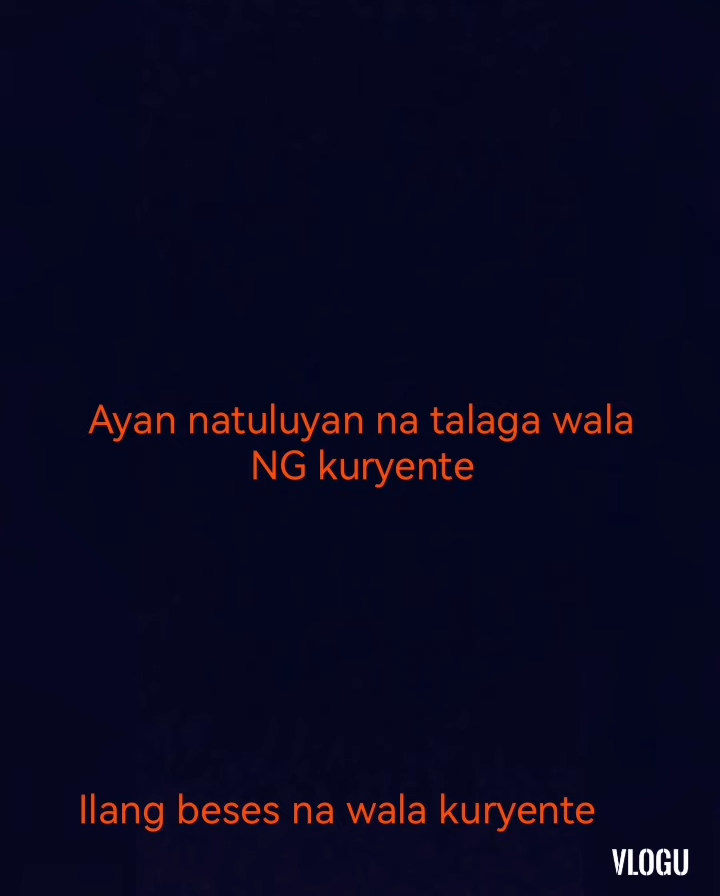 Ayan natuluyan na talaga wala
NG kuryente
Ilang beses na wala kuryente
VLOGU